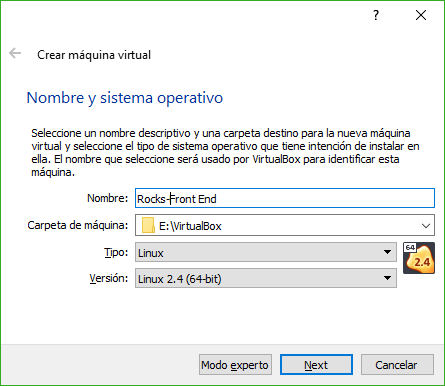 ?
Crear máquina virtual
Nombre y sistema operativo
Seleccione un nombre descriptivo y una carpeta destino para la nueva máquina
virtual y seleccione el tipo de sistema operativo que tiene intención de instalar en
ella. El nombre que seleccione será usado por VirtualBox para identificar esta
máquina.
Nombre: Rocks-Front End
Carpeta de máquina: E:\VirtualBox
Tipo: Linux
64
2.4
Versión: Linux 2.4 (64-bit)
Modo experto Next Cancelar